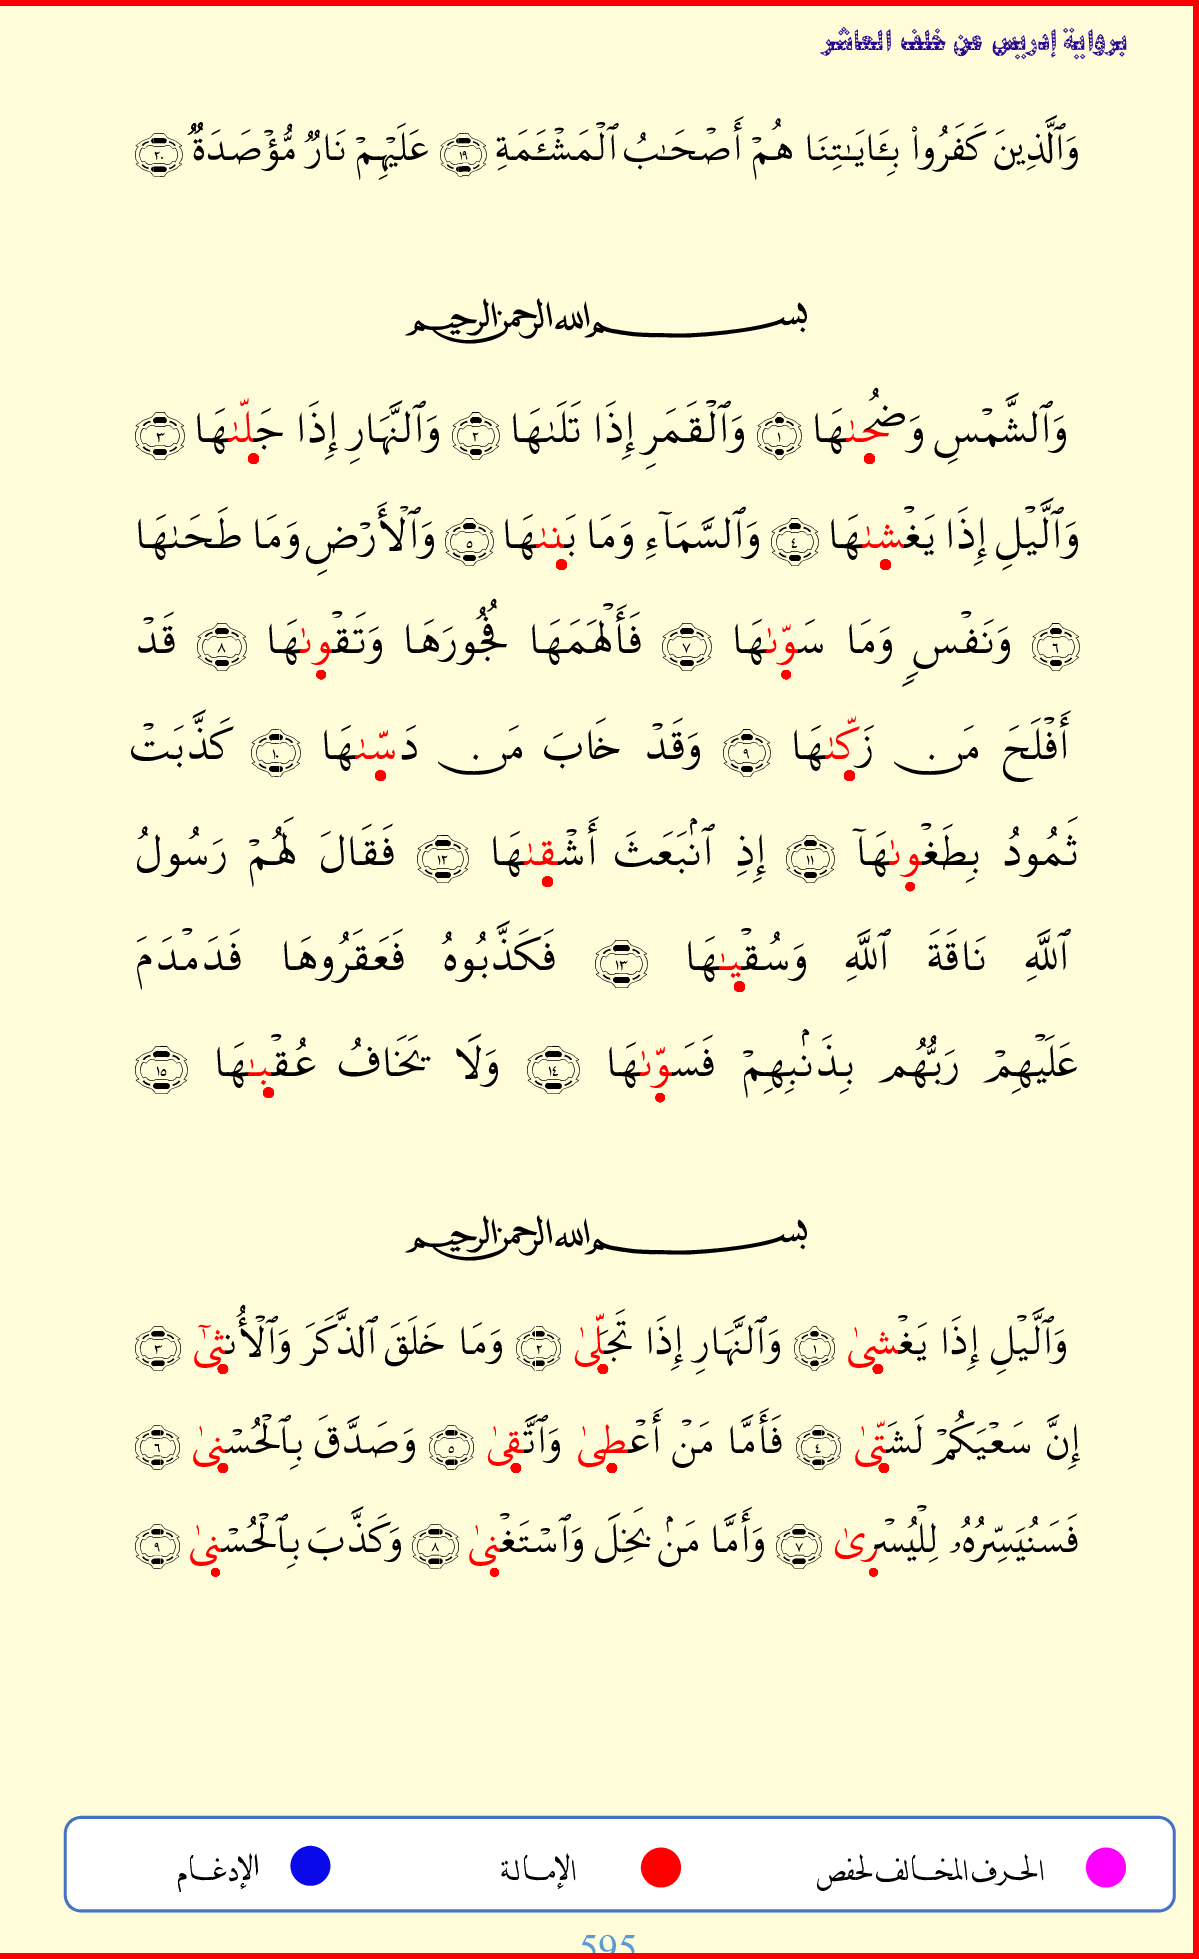 برواية إدريس عن خلف العاشر
وَٱلَّذِينَ كَفَرُوا۟ بِـَٔايَـٰتِنَا هُمْ أَصْحَـٰبُ ٱلْمَشْـَٔمَةِ ١٩ عَلَيْهِمْ نَارٌ مُّؤْصَدَةٌ ٢٠
بسم الله الرحمن الرحيم
وَٱلشَّمْسِ وَضُحَىٰهَا ١ وَٱلْقَمَرِ إِذَا تَلَىٰهَا ٢ وَٱلنَّهَارِ إِذَا جَلَّىٰهَا ٣
وَٱلَّيْلِ إِذَا يَغْشَىٰهَا ٤ وَٱلسَّمَآءِ وَمَا بَنَىٰهَا ٥ وَٱلْأَرْضِ وَمَا طَحَىٰهَا
٦ وَنَفْسٍ وَمَا سَوَّىٰهَا ٧ فَأَلْهَمَهَا فُجُورَهَا وَتَقْوَىٰهَا ٨ قَدْ
أَفْلَحَ مَن زَكَّىٰهَا ٩ وَقَدْ خَابَ مَن دَسَّىٰهَا ١٠ كَذَّبَتْ
ثَمُودُ بِطَغْوَىٰهَآ ١١ إِذِ ٱنۢبَعَثَ أَشْقَىٰهَا ١٢ فَقَالَ لَهُمْ رَسُولُ
ٱللَّهِ نَاقَةَ ٱللَّهِ وَسُقْيَـٰهَا ١٣ فَكَذَّبُوهُ فَعَقَرُوهَا فَدَمْدَمَ
عَلَيْهِمْ رَبُّهُم بِذَنۢبِهِمْ فَسَوَّىٰهَا ١٤ وَلَا يَخَافُ عُقْبَـٰهَا ١٥
بسم الله الرحمن الرحيم
وَٱلَّيْلِ إِذَا يَغْشَىٰ ١ وَٱلنَّهَارِ إِذَا تَجَلَّىٰ ٢ وَمَا خَلَقَ ٱلذَّكَرَ وَٱلْأُنثَىٰٓ ٣
إِنَّ سَعْيَكُمْ لَشَتَّىٰ ٤ فَأَمَّا مَنْ أَعْطَىٰ وَٱتَّقَىٰ ٥ وَصَدَّقَ بِٱلْحُسْنَىٰ ٦
فَسَنُيَسِّرُهُۥ لِلْيُسْرَىٰ ٧ وَأَمَّا مَنۢ بَخِلَ وَٱسْتَغْنَىٰ ٨ وَكَذَّبَ بِٱلْحُسْنَىٰ ٩
الحرف المخالف لحفص الإمالة الإدغام
595